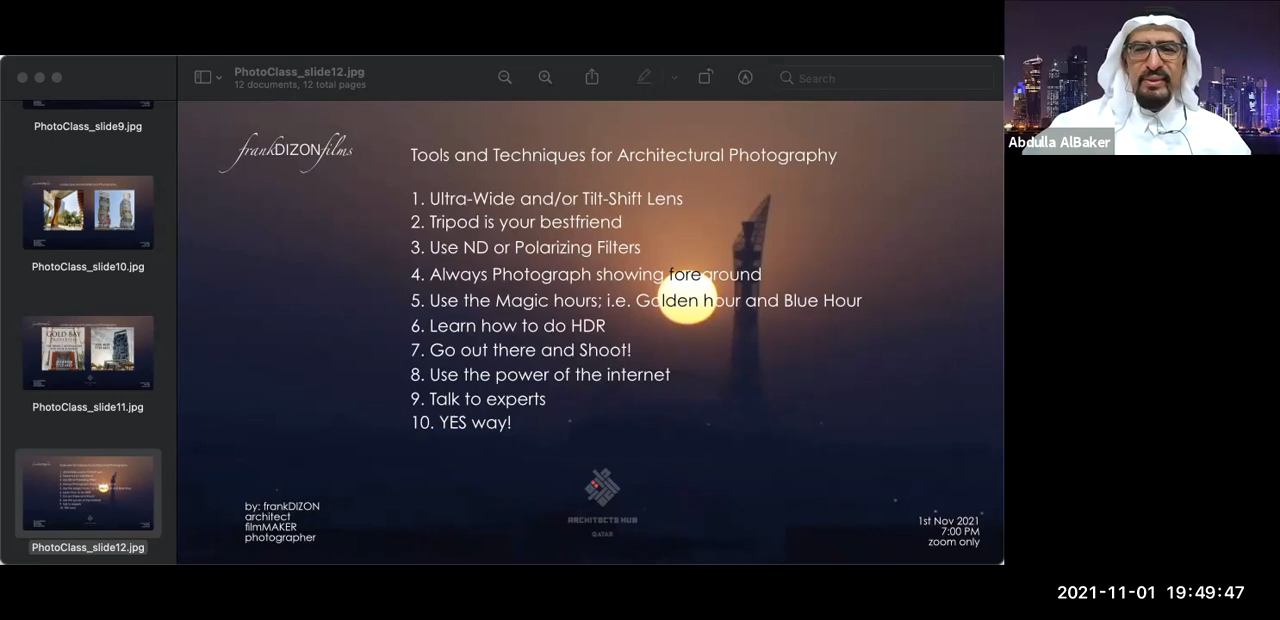 PhotoClass_slide12.jpg
12 documents, 12 total pages
Search
Abdulla AlBaker
PhotoClass_slide9.jpg
PhotoClass_slide10.jpg
PhotoClass_slide11.jpg
PhotoClass_slide12.jpg
frankDIZONfilms
Tools and Techniques for Architectural Photography
1. Ultra-Wide and/or Tilt-Shift Lens
2. Tripod is your bestfriend
3. Use ND or Polarizing Filters
4. Always Photograph showing foreground
5. Use the Magic hours; i.e. Golden hour and Blue Hour
6. Learn how to do HDR
7. Go out there and Shoot!
8. Use the power of the internet
9. Talk to experts
10. YES way!
by: frankDIZON
architect
filmMAKER
photographer
ARCHITECTS HUB
QATAR
1st Nov 2021
7:00 PM
zoom only
2021-11-01 19:49:47